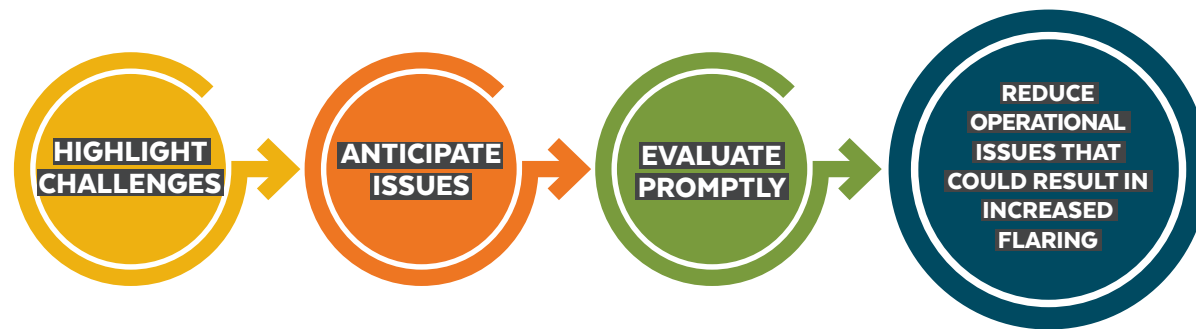 HIGHLIGHT
CHALLENGES
ANTICIPATE
ISSUES
EVALUATE
PROMPTLY
REDUCE
OPERATIONAL
ISSUES THAT
COULD RESULT IN
INCREASED
FLARING